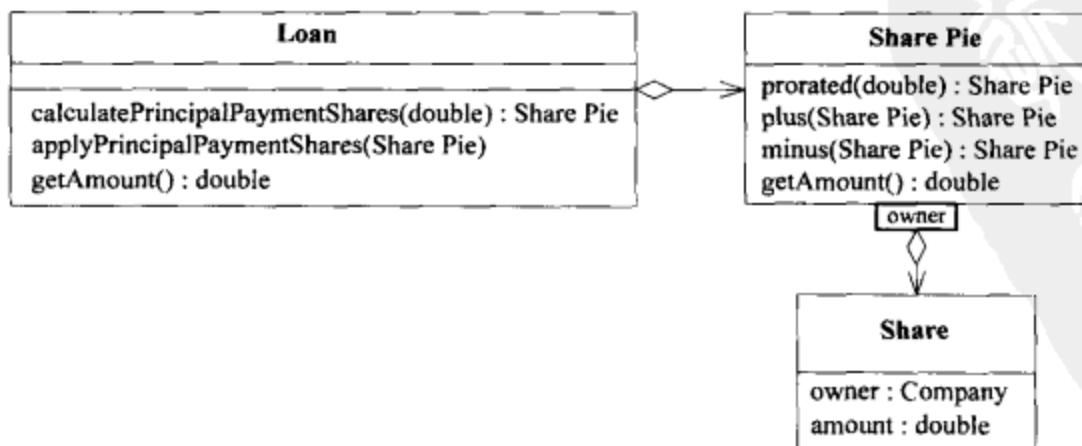 Loan
calculatePrincipalPaymentShares(double) : Share Pie
applyPrincipalPaymentShares(Share Pie)
getAmount() : double
Share Pie
prorated(double) : Share Pie
plus(Share Pie) : Share Pie
minus(Share Pie) : Share Pie
getAmount() : double
owner
Share
owner : Company
amount : double